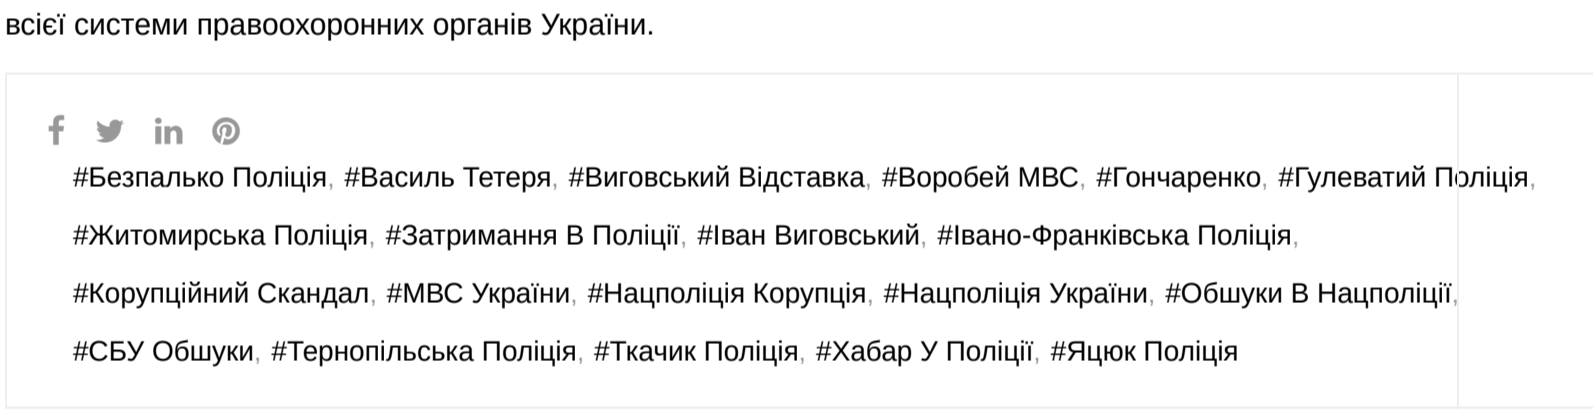 всієї системи правоохоронних органів України.
#Безпалько Поліція, #Василь Тетеря, #Виговський Відставка, #Воробей МВС, #Гончаренко, #Гулеватий Поліція,
#Житомирська Поліція, #Затримання В Поліції, #Іван Виговський, #Івано-Франківська Поліція,
#Корупційний Скандал, #МВС України, #Нацполіція Корупція, #Нацполіція України, #Обшуки В Нацполіції,
#СБУ Обшуки, #Тернопільська Поліція, #Ткачик Поліція, #Хабар У Поліції, #Яцюк Поліція